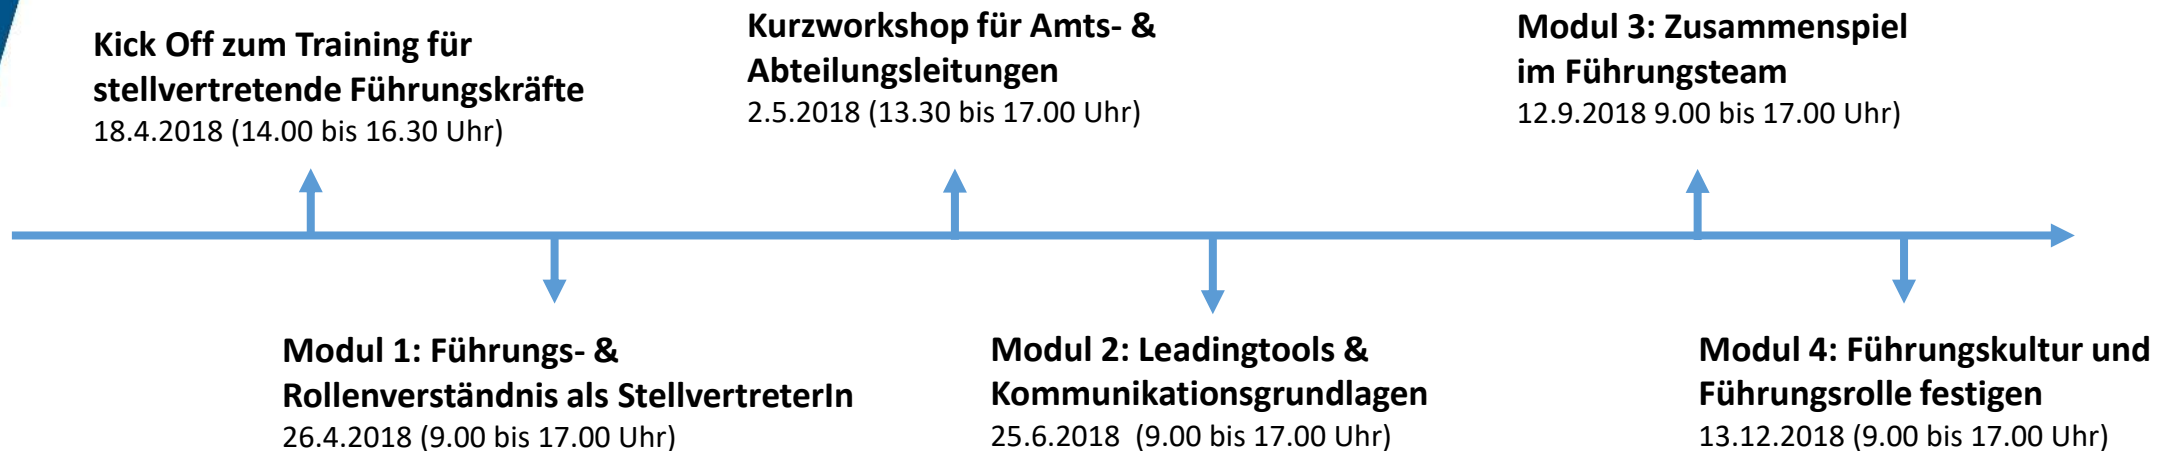 Kick Off zum Training für
stellvertretende Führungskräfte
18.4.2018 (14.00 bis 16.30 Uhr)
Kurzworkshop für Amts- &
Abteilungsleitungen
2.5.2018 (13.30 bis 17.00 Uhr)
Modul 3: Zusammenspiel
im Führungsteam
12.9.2018 9.00 bis 17.00 Uhr)
Modul 1: Führungs- &
Rollenverständnis als StellvertreterIn
26.4.2018 (9.00 bis 17.00 Uhr)
Modul 2: Leadingtools &
Kommunikationsgrundlagen
25.6.2018  (9.00 bis 17.00 Uhr)
Modul 4: Führungskultur und
Führungsrolle festigen
13.12.2018 (9.00 bis 17.00 Uhr)